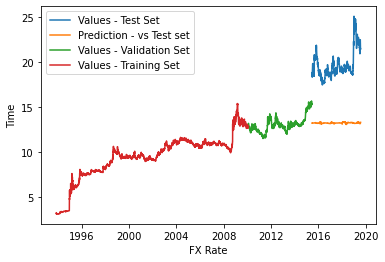 Values - Test Set
Prediction - vs Test set
Values - Validation Set
Values - Training Set
25
20
15
10
5
Time
1996
2000
2004
2008
2012
2016
2020
FX Rate